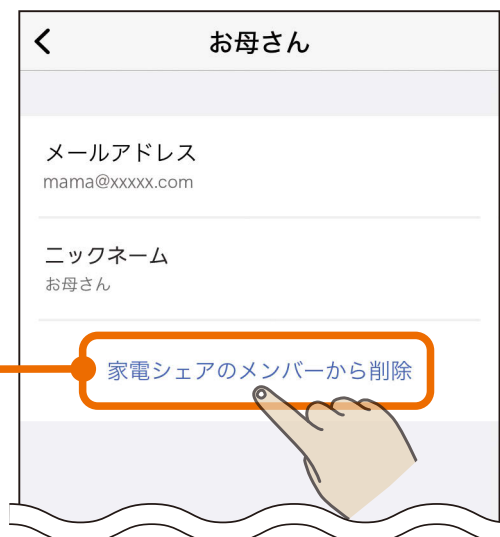 お母さん
メールアドレス
mama@xxxxx.com
ニックネーム
お母さん
家電シェアのメンバーから削除